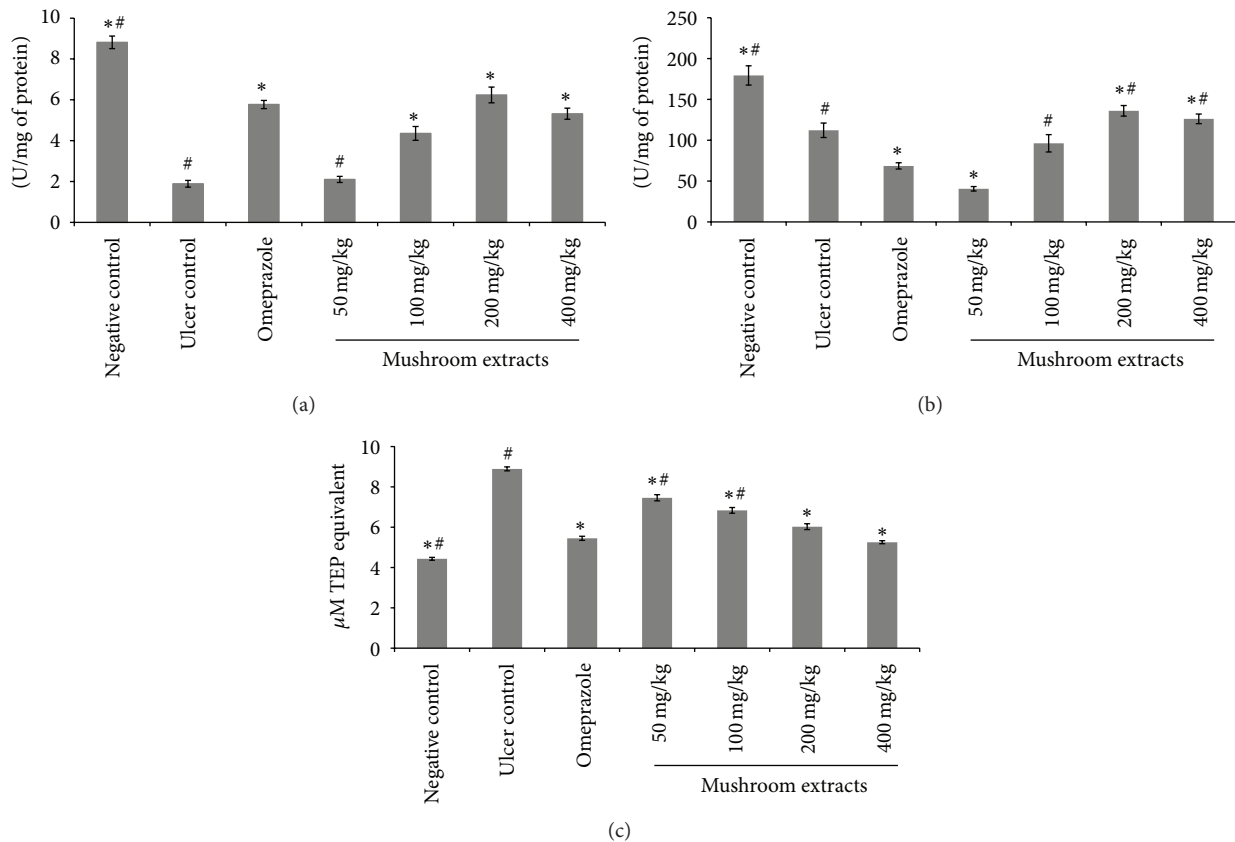 (U/mg of protein)
10
8
6
4
2
0
*#
#
*
#
*
*
*
Negative control
Ulcer control
Omeprazole
50 mg/kg
100 mg/kg
200 mg/kg
400 mg/kg
Mushroom extracts
(a)
(U/mg of protein)
250
200
150
100
50
0
*#
#
*
*
#
*#
*#
Negative control
Ulcer control
Omeprazole
50 mg/kg
100 mg/kg
200 mg/kg
400 mg/kg
Mushroom extracts
(b)
μM TEP equivalent
10
8
6
4
2
0
*#
#
*
*#
*#
*
*
Negative control
Ulcer control
Omeprazole
50 mg/kg
100 mg/kg
200 mg/kg
400 mg/kg
Mushroom extracts
(c)